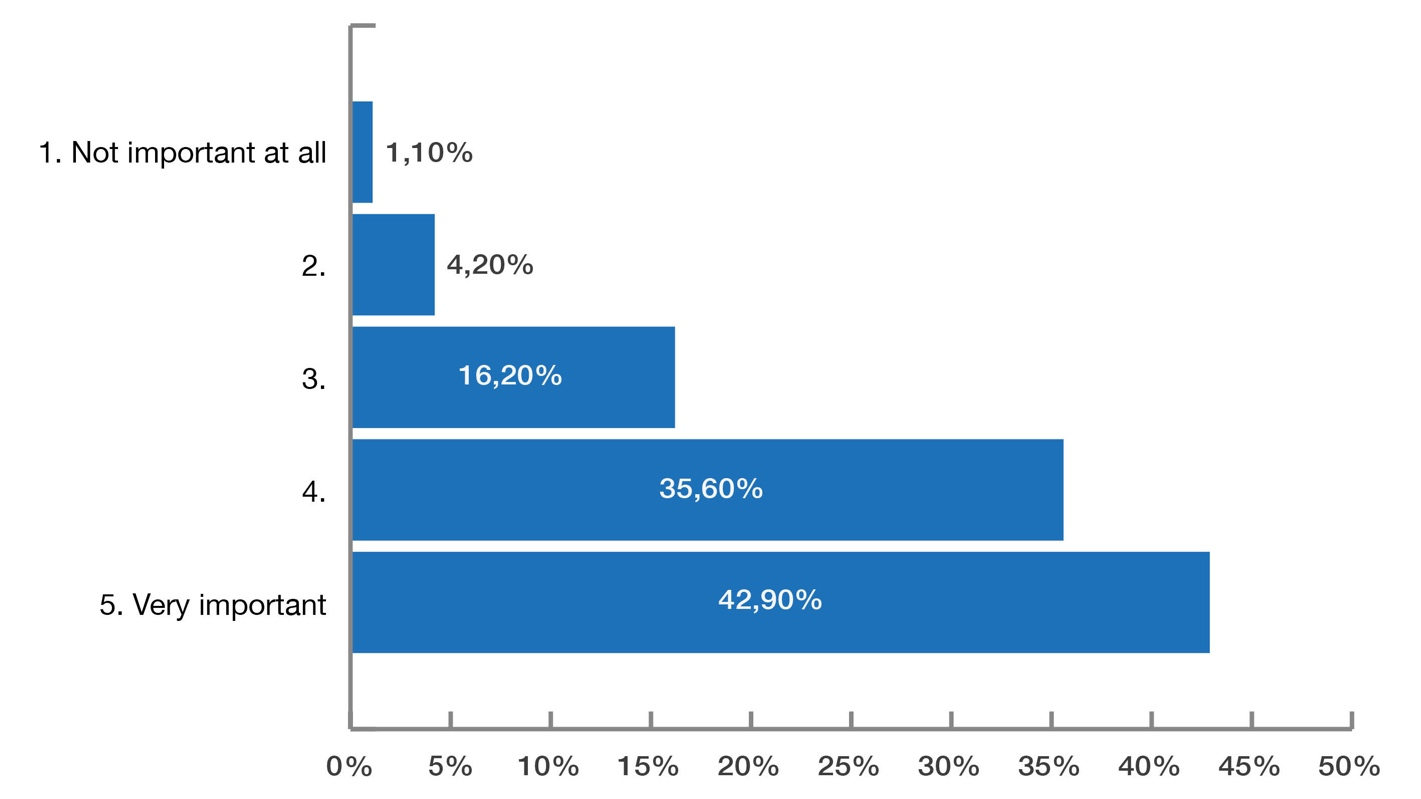 1. Not important at all 1,10%
2. 4,20%
3. 16,20%
4. 35,60%
5. Very important 42,90%
0% 5% 10% 15% 20% 25% 30% 35% 40% 45% 50%